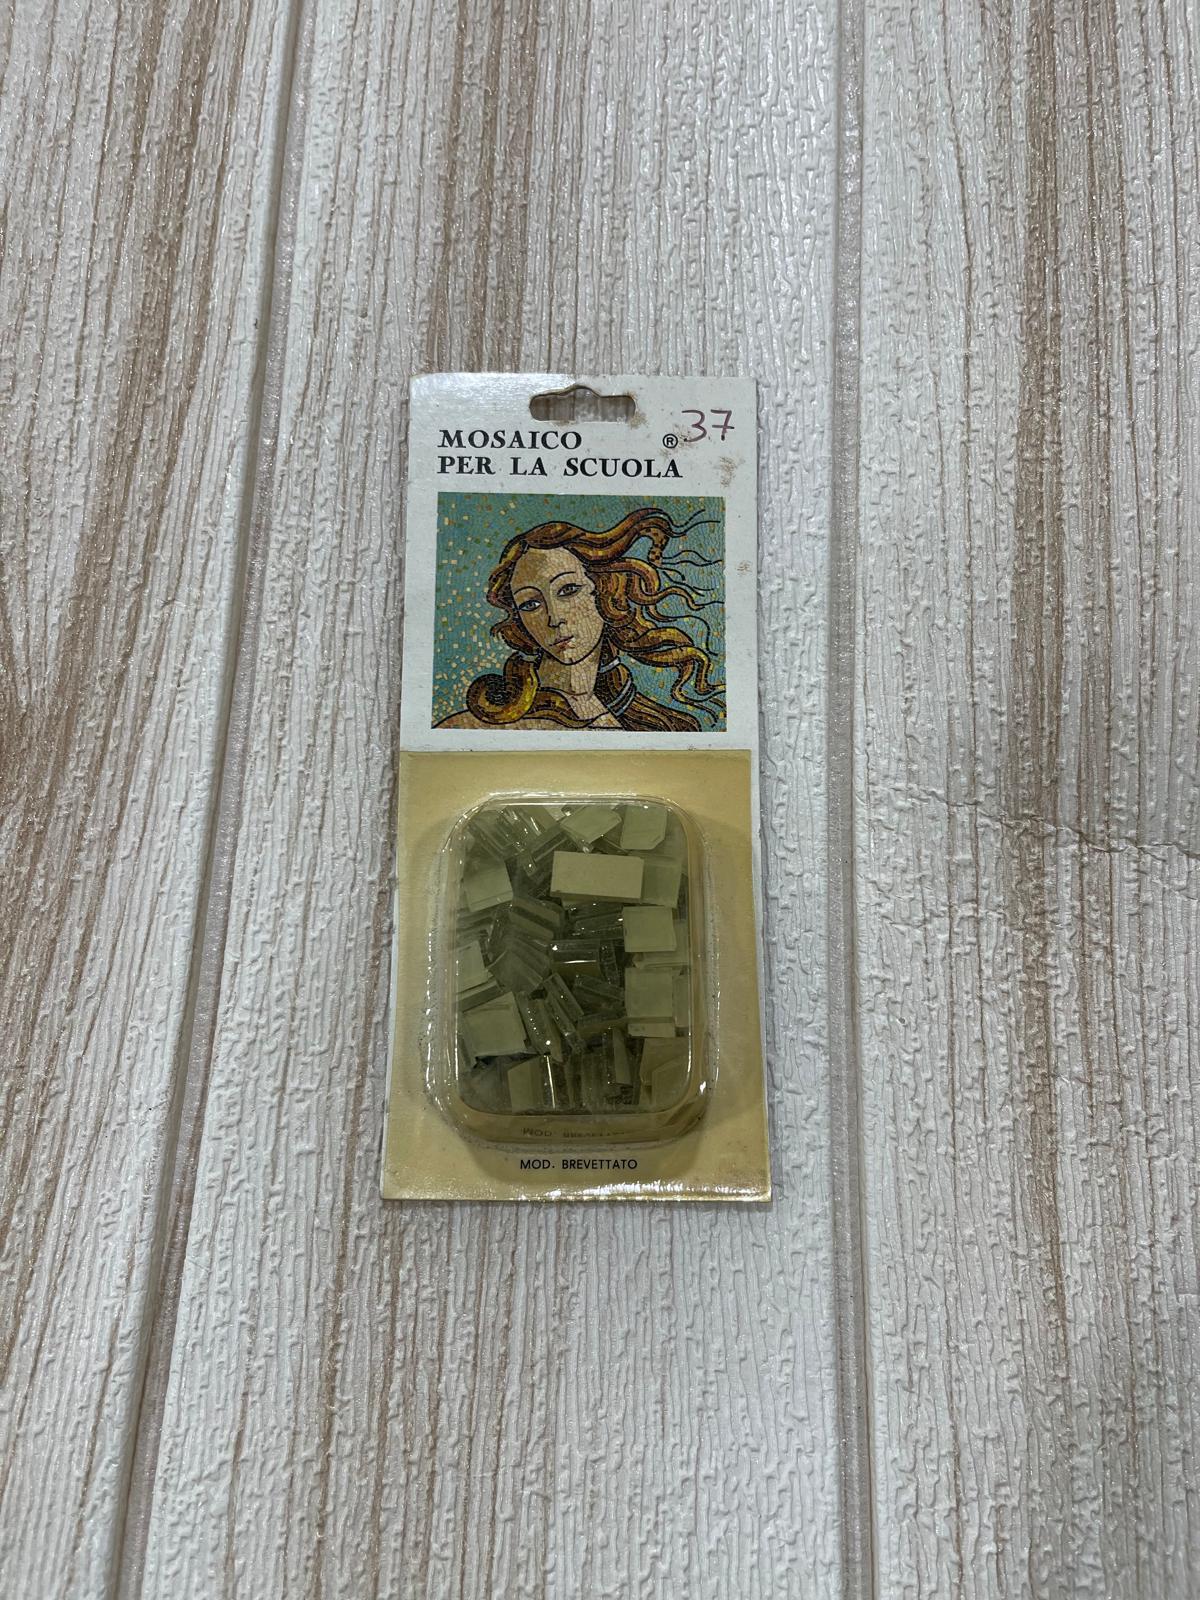 MOSAICO ® 37
PER LA SCUOLA
MOD. BREVETTATO